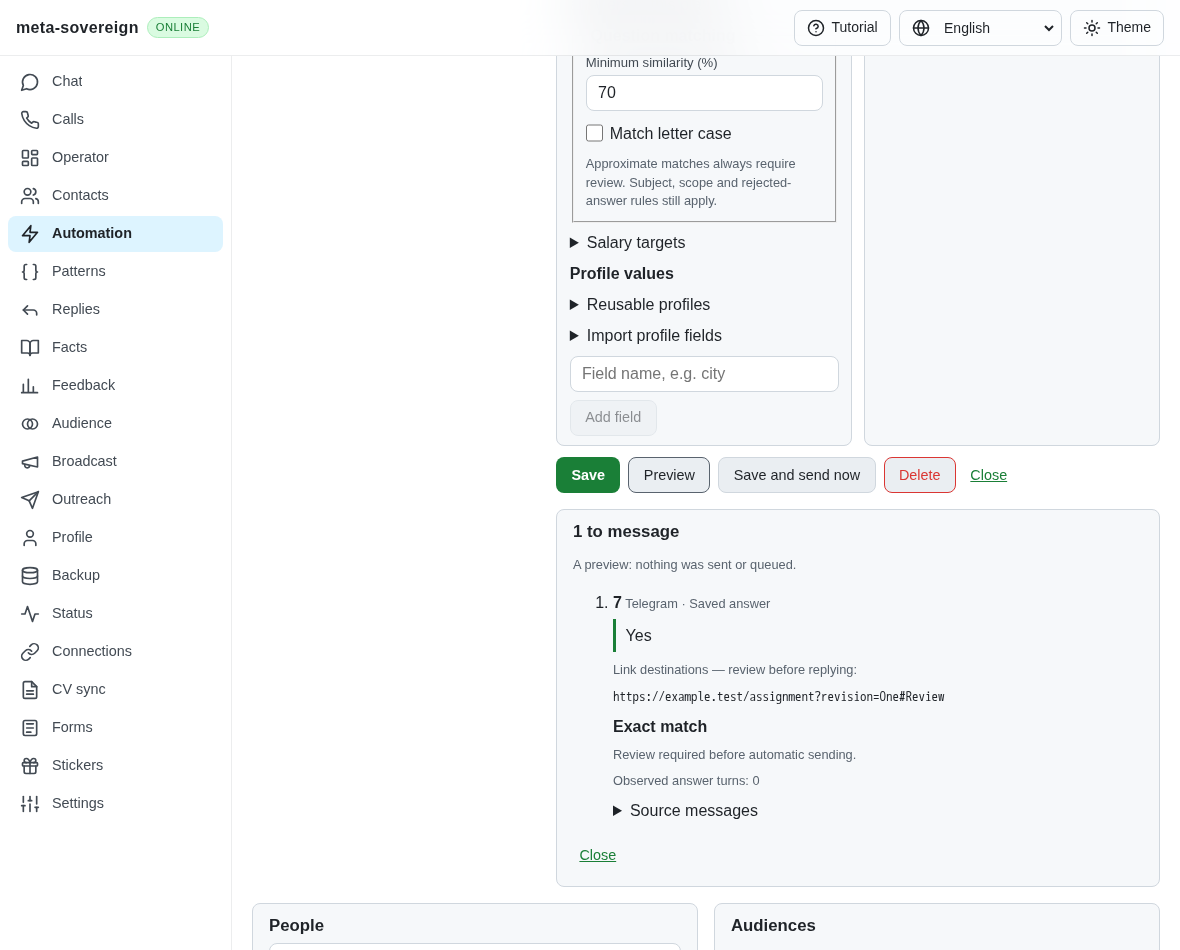 meta-sovereign ONLINE Tutorial English Theme
Chat
Calls
Operator
Contacts
Automation
Patterns
Replies
Facts
Feedback
Audience
Broadcast
Outreach
Profile
Backup
Status
Connections
CV sync
Forms
Stickers
Settings
Minimum similarity (%)
70
Match letter case
Approximate matches always require
review. Subject, scope and rejected-
answer rules still apply.
Salary targets
Profile values
Reusable profiles
Import profile fields
Field name, e.g. city
Add field
Save Preview Save and send now Delete Close
1 to message
A preview: nothing was sent or queued.
1. 7 Telegram · Saved answer
Yes
Link destinations — review before replying:
https://example.test/assignment?revision=One#Review
Exact match
Review required before automatic sending.
Observed answer turns: 0
Source messages
Close
People
Audiences